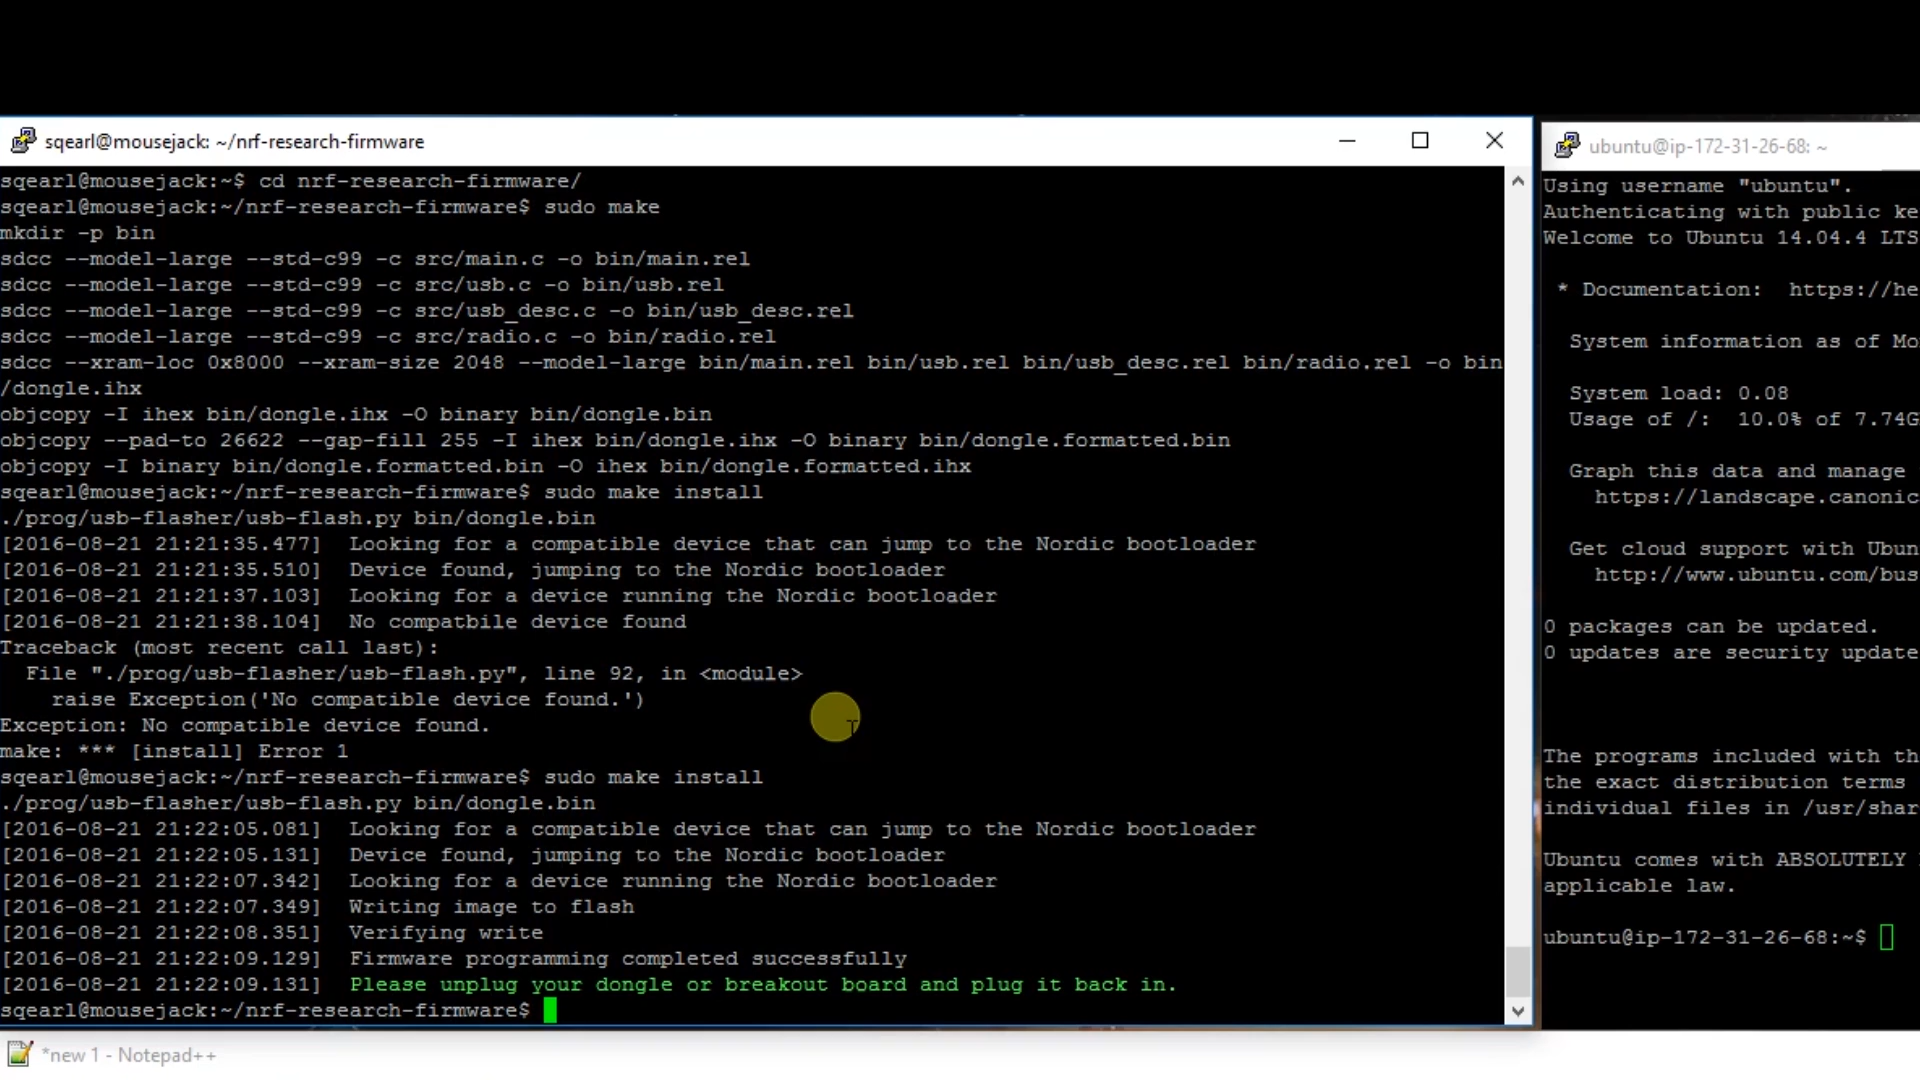 sqearl@mousejack: ~/nrf-research-firmware
sqearl@mousejack:~$ cd nrf-research-firmware/
sqearl@mousejack:~/nrf-research-firmware$ sudo make
mkdir -p bin
sdcc --model-large --std-c99 -c src/main.c -o bin/main.rel
sdcc --model-large --std-c99 -c src/usb.c -o bin/usb.rel
sdcc --model-large --std-c99 -c src/usb_desc.c -o bin/usb_desc.rel
sdcc --model-large --std-c99 -c src/radio.c -o bin/radio.rel
sdcc --xram-loc 0x8000 --xram-size 2048 --model-large bin/main.rel bin/usb.rel bin/usb_desc.rel bin/radio.rel -o bin
/dongle.ihx
objcopy -I ihex bin/dongle.ihx -O binary bin/dongle.bin
objcopy --pad-to 26622 --gap-fill 255 -I ihex bin/dongle.ihx -O binary bin/dongle.formatted.bin
objcopy -I binary bin/dongle.formatted.bin -O ihex bin/dongle.formatted.ihx
sqearl@mousejack:~/nrf-research-firmware$ sudo make install
./prog/usb-flasher/usb-flash.py bin/dongle.bin
[2016-08-21 21:21:35.477]  Looking for a compatible device that can jump to the Nordic bootloader
[2016-08-21 21:21:35.510]  Device found, jumping to the Nordic bootloader
[2016-08-21 21:21:37.103]  Looking for a device running the Nordic bootloader
[2016-08-21 21:21:38.104]  No compatbile device found
Traceback (most recent call last):
  File "./prog/usb-flasher/usb-flash.py", line 92, in <module>
    raise Exception('No compatible device found.')
Exception: No compatible device found.
make: *** [install] Error 1
sqearl@mousejack:~/nrf-research-firmware$ sudo make install
./prog/usb-flasher/usb-flash.py bin/dongle.bin
[2016-08-21 21:22:05.081]  Looking for a compatible device that can jump to the Nordic bootloader
[2016-08-21 21:22:05.131]  Device found, jumping to the Nordic bootloader
[2016-08-21 21:22:07.342]  Looking for a device running the Nordic bootloader
[2016-08-21 21:22:07.349]  Writing image to flash
[2016-08-21 21:22:08.351]  Verifying write
[2016-08-21 21:22:09.129]  Firmware programming completed successfully
[2016-08-21 21:22:09.131]  Please unplug your dongle or breakout board and plug it back in.
sqearl@mousejack:~/nrf-research-firmware$
ubuntu@ip-172-31-26-68: ~
Using username "ubuntu".
Authenticating with public ke
Welcome to Ubuntu 14.04.4 LTS
* Documentation:  https://he
System information as of Mo
System load: 0.08
Usage of /:  10.0% of 7.74G
Graph this data and manage
https://landscape.canonic
Get cloud support with Ubun
http://www.ubuntu.com/bus
0 packages can be updated.
0 updates are security update
The programs included with th
the exact distribution terms
individual files in /usr/shar
Ubuntu comes with ABSOLUTELY
applicable law.
ubuntu@ip-172-31-26-68:~$
*new 1 - Notepad++